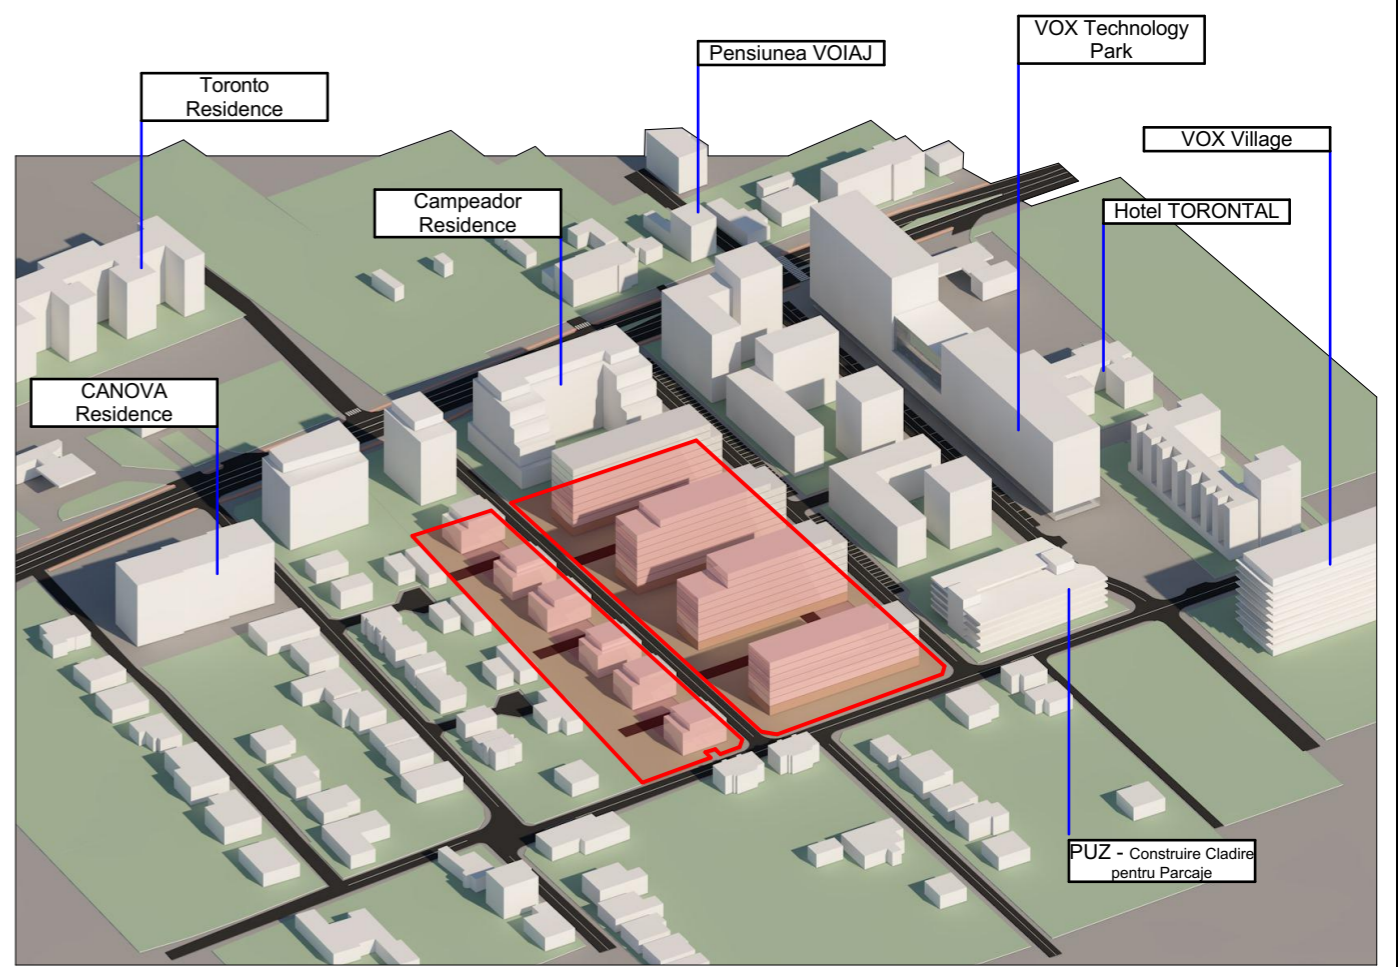 VOX Technology
Park
Pensiunea VOIAJ
Toronto
Residence
VOX Village
Campeador
Residence
Hotel TORONTAL
CANOVA
Residence
PUZ - Construire Cladire
pentru Parcaje